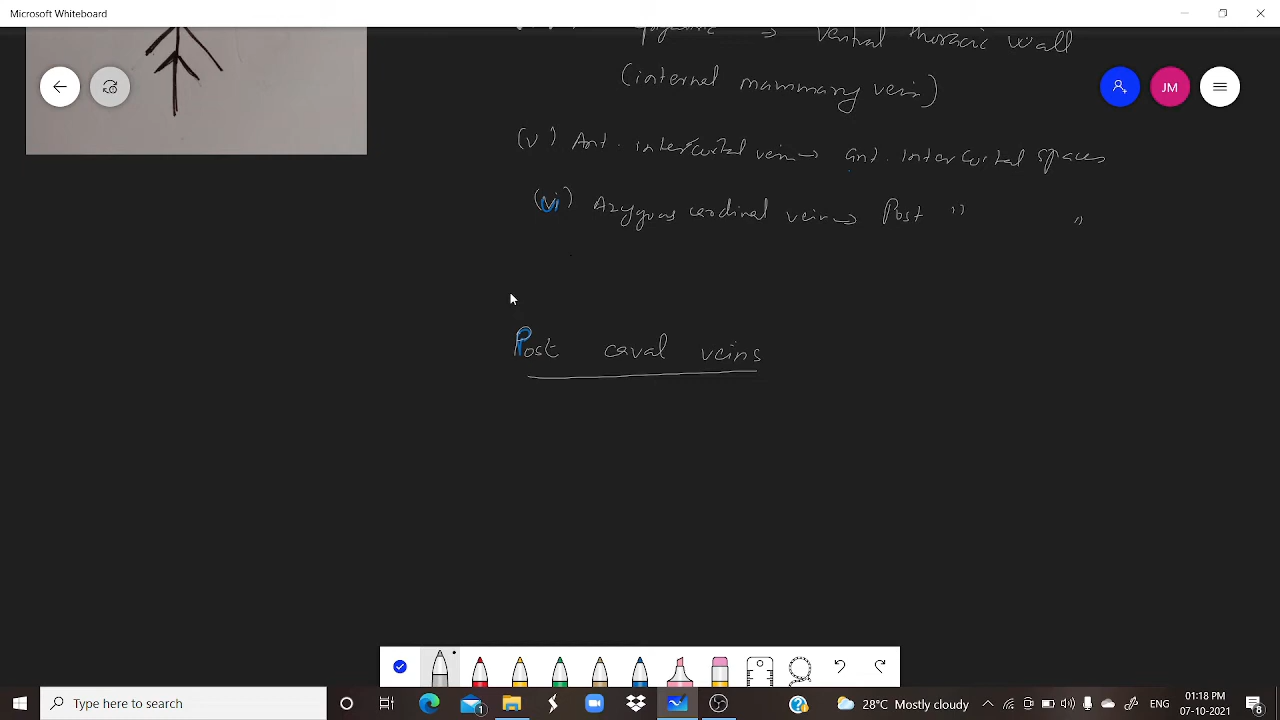 Microsoft Whiteboard
→ Ventral thoracic wall
(internal mammary vein)
JM
(v) Ant. intercostal vein → Ant. intercostal spaces
(vi) Azygous cardinal vein → Post " "
Post caval veins
Type here to search
28°C Mostly cloudy
ENG
01:18 PM
07-10-2021